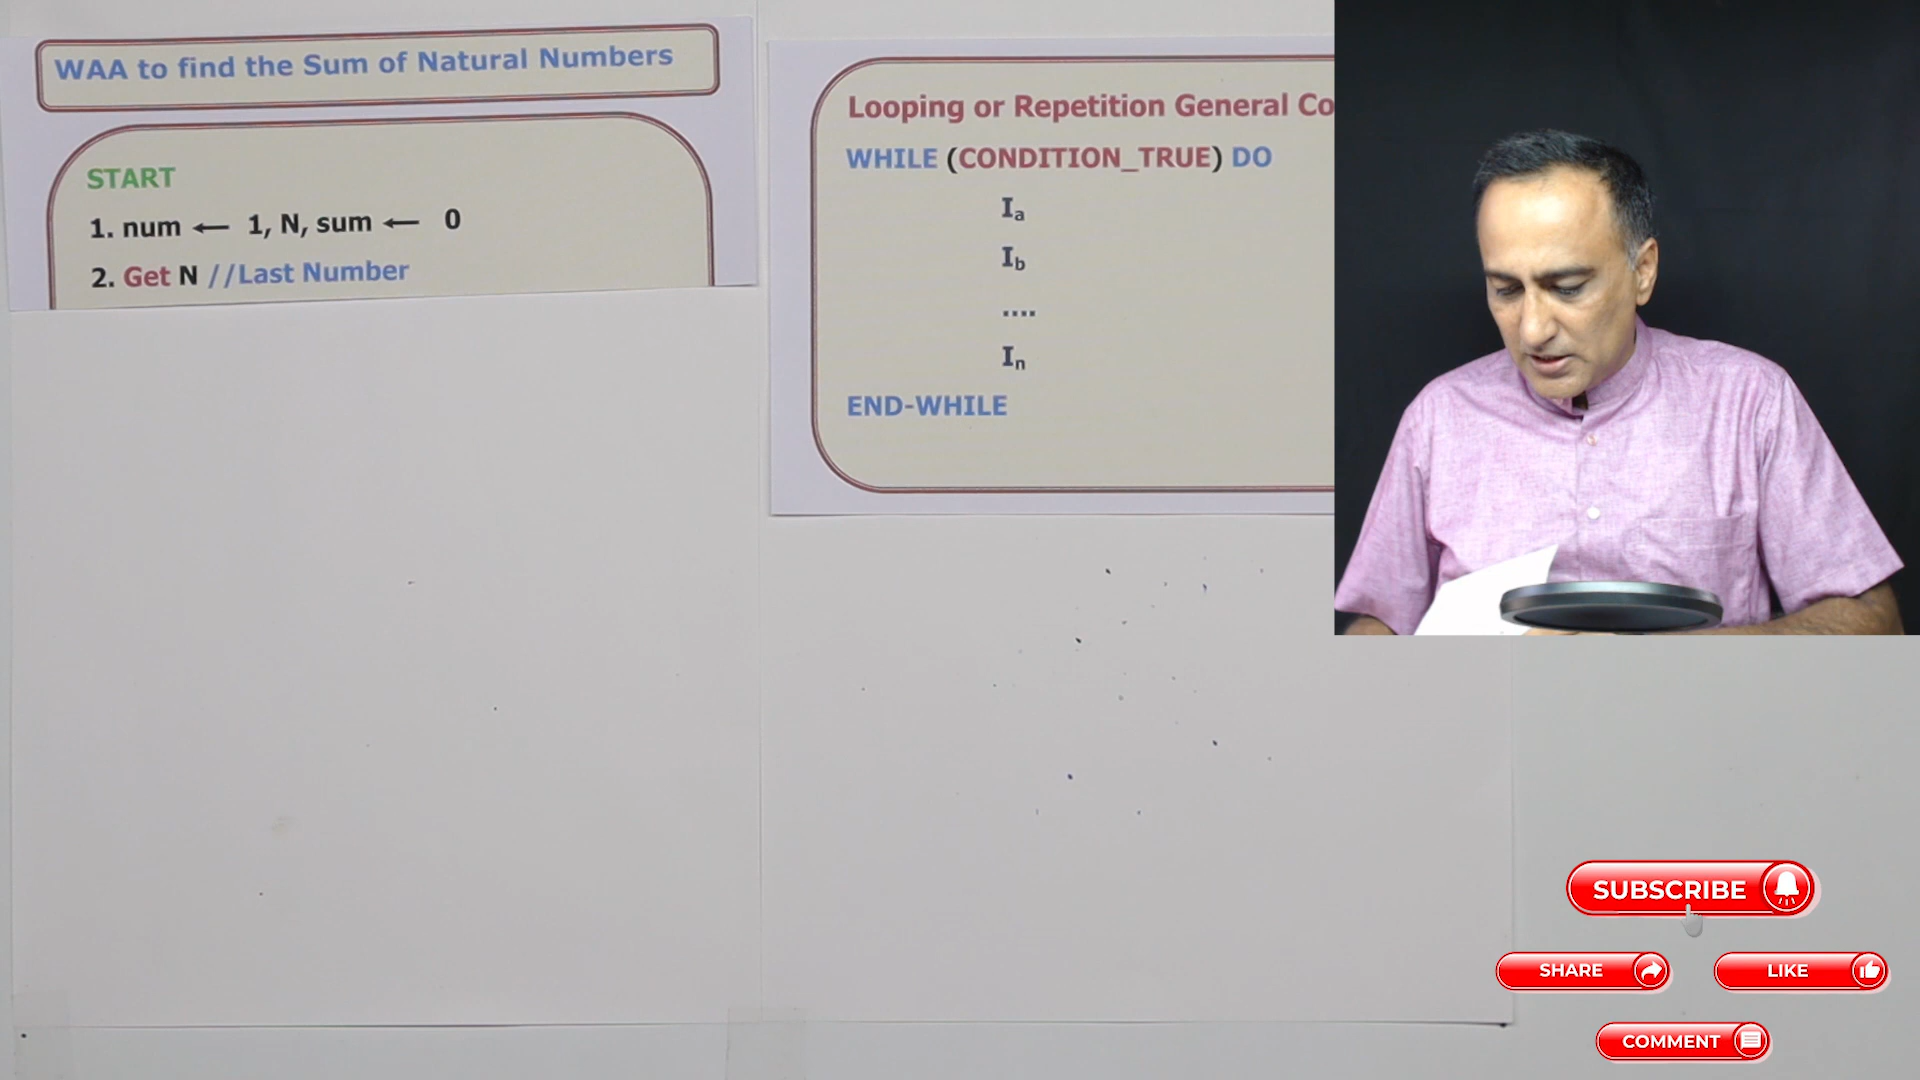 WAA to find the Sum of Natural Numbers
START
1. num ← 1, N, sum ← 0
2. Get N //Last Number
Looping or Repetition General Co
WHILE (CONDITION_TRUE) DO
Ia
Ib
....
In
END-WHILE
SUBSCRIBE
SHARE
LIKE
COMMENT